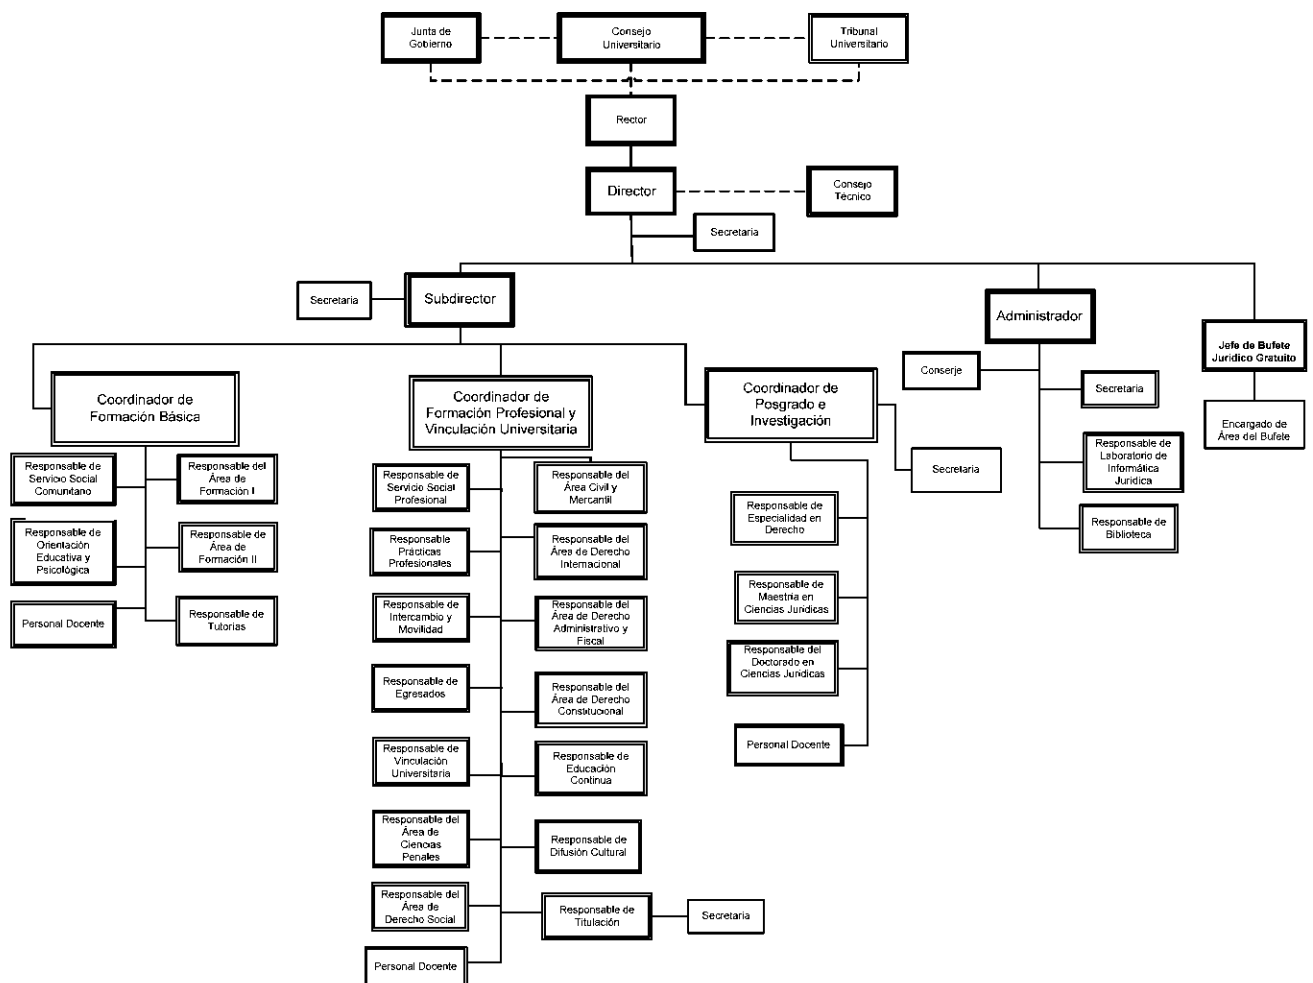 Junta de
Gobierno
Consejo
Universitario
Tribunal
Universitario
Rector
Director
Consejo
Técnico
Secretaria
Secretaria
Subdirector
Administrador
Jefe de Bufete
Jurídico Gratuito
Conserje
Secretaria
Encargado de
Área del Bufete
Responsable de
Laboratorio de
Informática
Jurídica
Responsable de
Biblioteca
Coordinador de
Formación Básica
Coordinador de
Formación Profesional y
Vinculación Universitaria
Coordinador de
Posgrado e
Investigación
Secretaria
Responsable de
Servicio Social
Comunitario
Responsable del
Área de
Formación I
Responsable de
Orientación
Educativa y
Psicológica
Responsable de
Área de
Formación II
Personal Docente
Responsable de
Tutorías
Responsable de
Servicio Social
Profesional
Responsable del
Área Civil y
Mercantil
Responsable
Prácticas
Profesionales
Responsable del
Área de Derecho
Internacional
Responsable de
Intercambio y
Movilidad
Responsable del
Área de Derecho
Administrativo y
Fiscal
Responsable de
Egresados
Responsable del
Área de Derecho
Constitucional
Responsable de
Vinculación
Universitaria
Responsable de
Educación
Continua
Responsable del
Área de
Ciencias
Penales
Responsable de
Difusión Cultural
Responsable del
Área de
Derecho Social
Responsable de
Titulación
Secretaria
Personal Docente
Responsable de
Especialidad en
Derecho
Responsable de
Maestría en
Ciencias Jurídicas
Responsable del
Doctorado en
Ciencias Jurídicas
Personal Docente